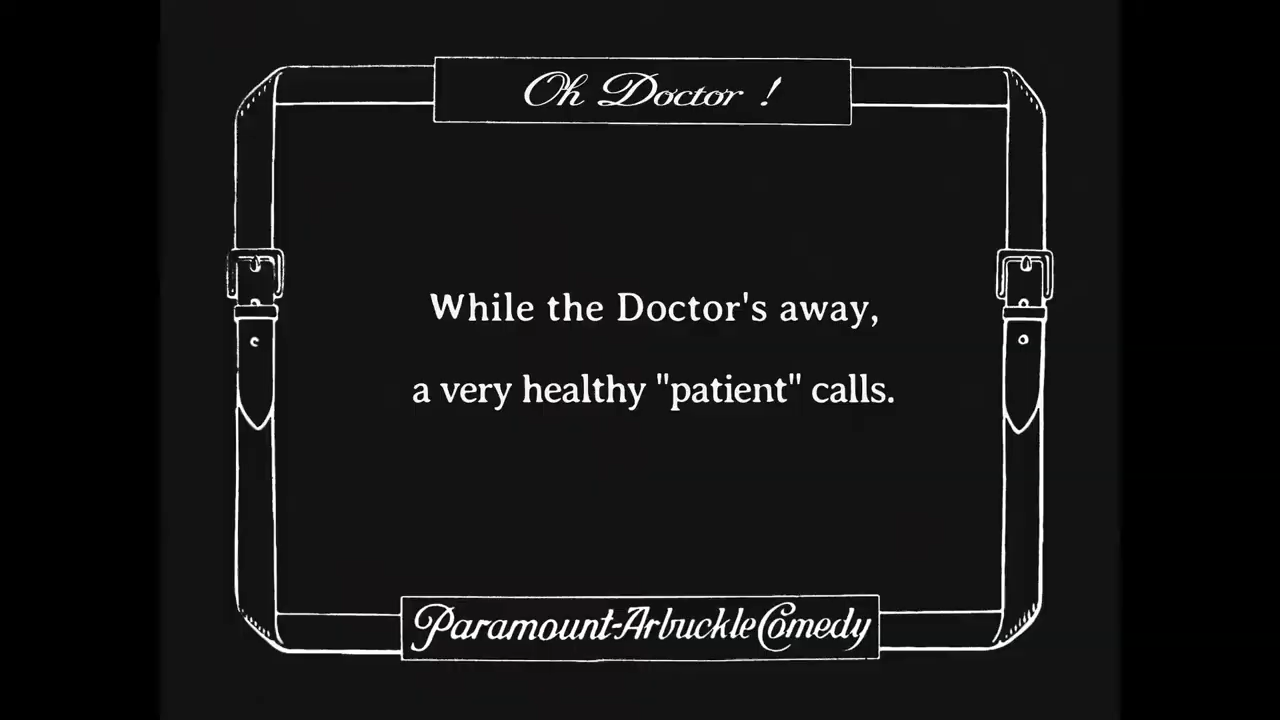 Oh Doctor !
While the Doctor's away,
a very healthy "patient" calls.
Paramount-Arbuckle Comedy